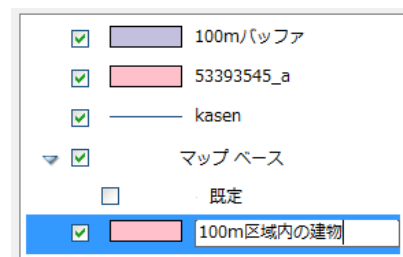 100mバッファ
53393545_a
kasen
マップ ベース
既定
100m区域内の建物